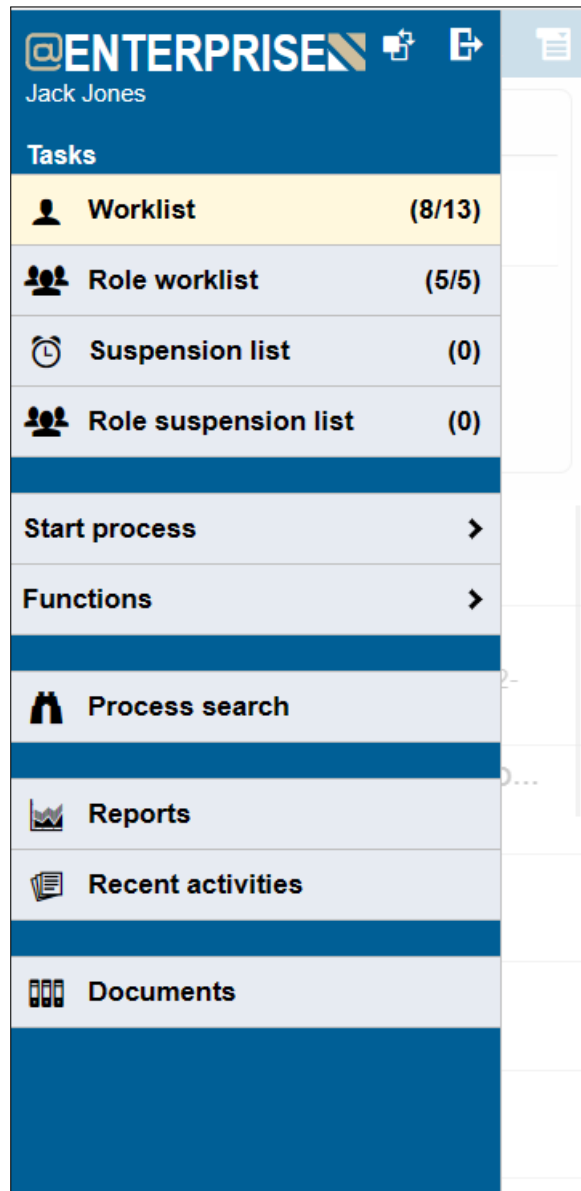 @ENTERPRISE
Jack Jones
Tasks
Worklist (8/13)
Role worklist (5/5)
Suspension list (0)
Role suspension list (0)
Start process
Functions
Process search
Reports
Recent activities
Documents